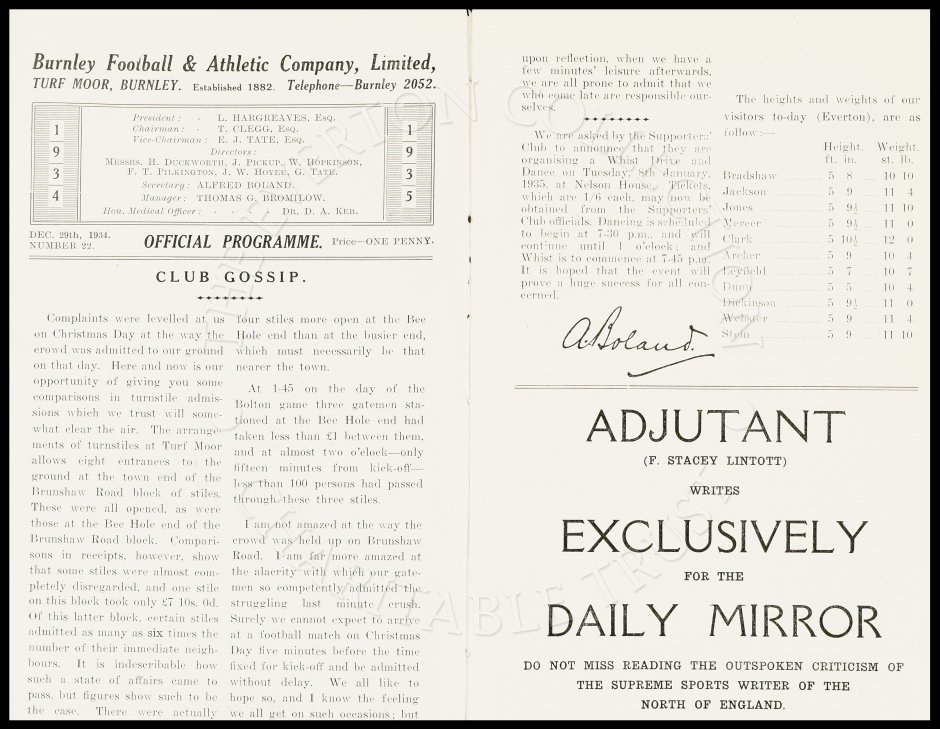 Burnley Football & Athletic Company, Limited,
TURF MOOR, BURNLEY. Established 1882. Telephone—Burnley 2052.
President: - L. HARGREAVES, ESQ.
Chairman: - T. CLEGG, ESQ.
Vice-Chairman: - E. J. TATE, ESQ.
Directors:
MESSRS. H. DUCKWORTH, J. PICKUP, W. HOPKINSON,
F. T. PILKINGTON, J. W. HOYLE, G. TATE.
Secretary: ALFRED BOLAND.
Manager: THOMAS G. BROMILOW.
Hon. Medical Officer: - - - DR. D. A. KER.
1 9 3 4
1 9 3 5
DEC. 29th, 1934.
NUMBER 22.
OFFICIAL PROGRAMME. Price—ONE PENNY.
CLUB GOSSIP.
Complaints were levelled at us
on Christmas Day at the way the
crowd was admitted to our ground
on that day. Here and now is our
opportunity of giving you some
comparisons in turnstile admis-
sions which we trust will some-
what clear the air. The arrange-
ments of turnstiles at Turf Moor
allows eight entrances to the
ground at the town end of the
Brunshaw Road block of stiles.
These were all opened, as were
those at the Bee Hole end of the
Brunshaw Road block. Compari-
sons in receipts, however, show
that some stiles were almost com-
pletely disregarded, and one stile
on this block took only £7 10s. 0d.
Of this latter block, certain stiles
admitted as many as six times the
number of their immediate neigh-
bours. It is indescribable how
such a state of affairs came to
pass, but figures show such to be
the case. There were actually
four stiles more open at the Bee
Hole end than at the busier end,
which must necessarily be that
nearer the town.
At 1-45 on the day of the
Bolton game three gatemen sta-
tioned at the Bee Hole end had
taken less than £1 between them,
and at almost two o'clock—only
fifteen minutes from kick-off—
less than 100 persons had passed
through these three stiles.
I am not amazed at the way the
crowd was held up on Brunshaw
Road. I am far more amazed at
the alacrity with which our gate-
men so competently admitted the
struggling last minute crush.
Surely we cannot expect to arrive
at a football match on Christmas
Day five minutes before the time
fixed for kick-off and be admitted
without delay. We all like to
hope so, and I know the feeling
we all get on such occasions; but
upon reflection, when we have a
few minutes' leisure afterwards,
we are all prone to admit that we
who come late are responsible our-
selves.
We are asked by the Supporters'
Club to announce that they are
organising a Whist Drive and
Dance on Tuesday, 8th January,
1935, at Nelson House. Tickets,
which are 1/6 each, may now be
obtained from the Supporters'
Club officials. Dancing is scheduled
to begin at 7-30 p.m., and will
continue until 1 o'clock; and
Whist is to commence at 7-45 p.m.
It is hoped that the event will
prove a huge success for all con-
cerned.
A. Boland.
The heights and weights of our
visitors to-day (Everton), are as
follow:—
Height. Weight.
ft. in. st. lb.
Bradshaw 5 8 10 10
Jackson 5 9 11 4
Jones 5 9½ 11 10
Mercer 5 9½ 11 0
Clark 5 10½ 12 0
Archer 5 9 10 4
Leyfield 5 7 10 7
Dunn 5 5 10 4
Dickinson 5 9½ 11 0
Webster 5 9 11 4
Stein 5 9 11 10
ADJUTANT
(F. STACEY LINTOTT)
WRITES
EXCLUSIVELY
FOR THE
DAILY MIRROR
DO NOT MISS READING THE OUTSPOKEN CRITICISM OF
THE SUPREME SPORTS WRITER OF THE
NORTH OF ENGLAND.